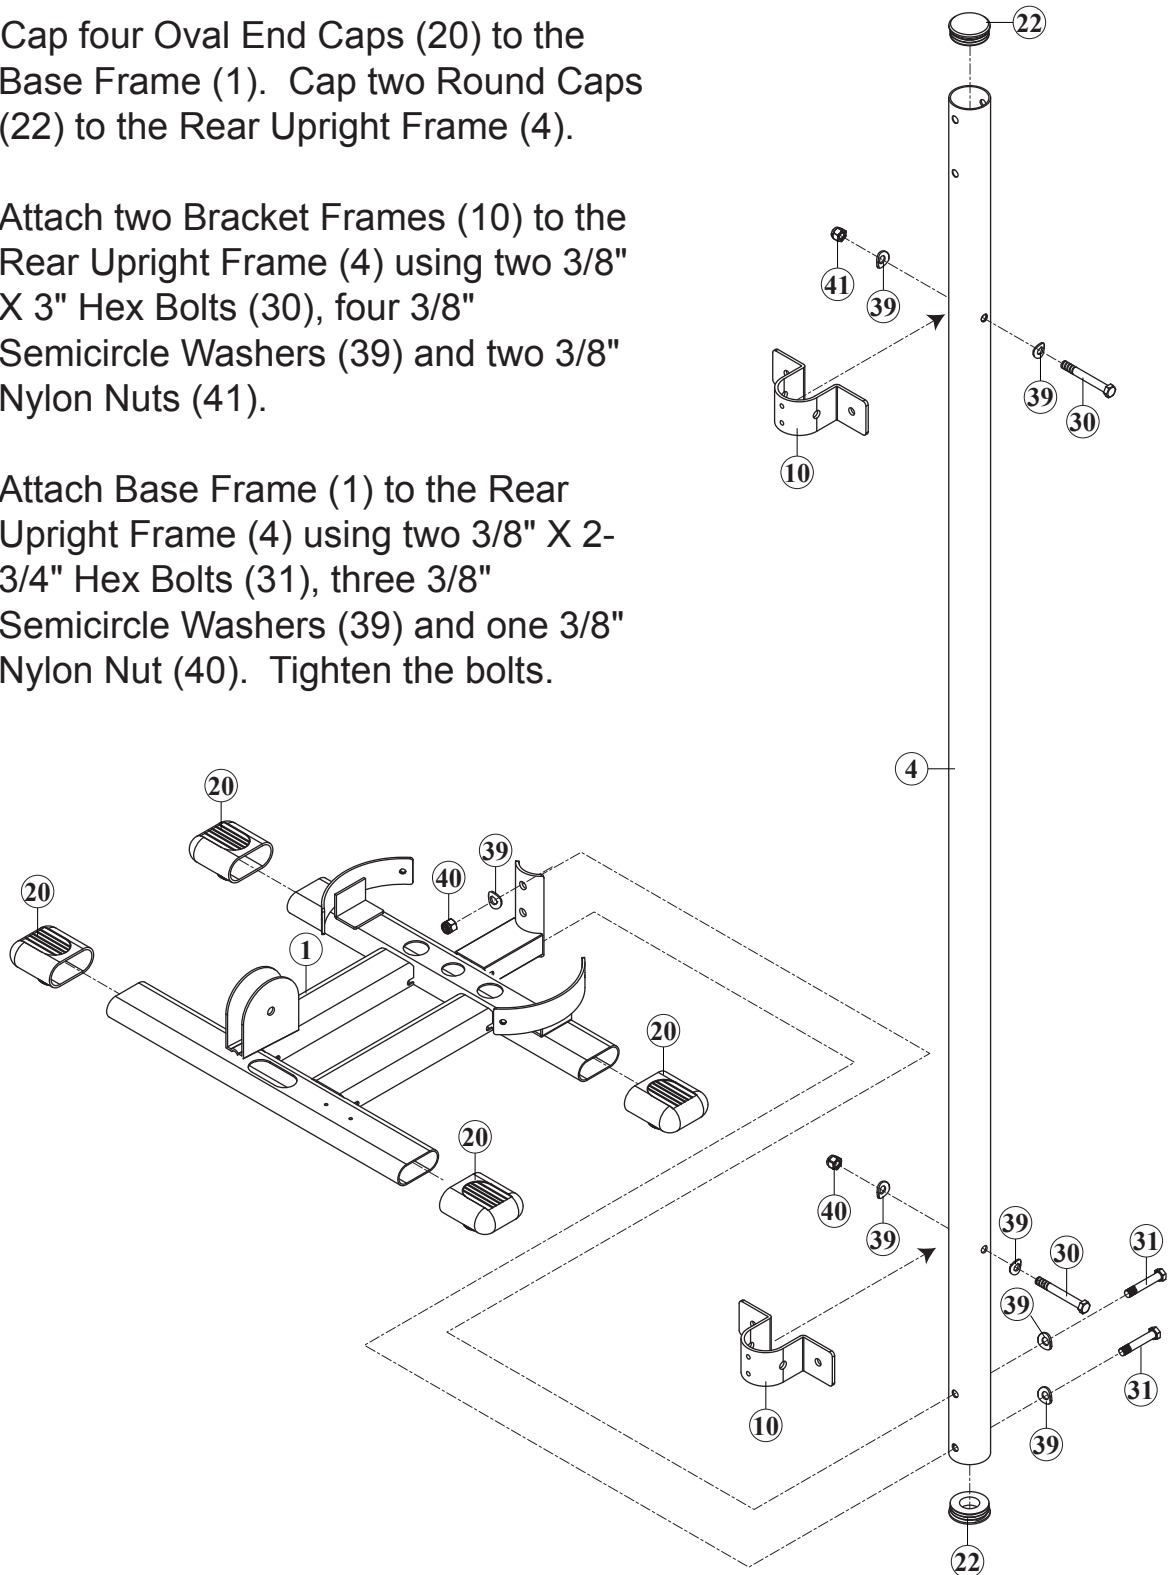 Cap four Oval End Caps (20) to the
Base Frame (1). Cap two Round Caps
(22) to the Rear Upright Frame (4).
Attach two Bracket Frames (10) to the
Rear Upright Frame (4) using two 3/8"
X 3" Hex Bolts (30), four 3/8"
Semicircle Washers (39) and two 3/8"
Nylon Nuts (41).
Attach Base Frame (1) to the Rear
Upright Frame (4) using two 3/8" X 2-
3/4" Hex Bolts (31), three 3/8"
Semicircle Washers (39) and one 3/8"
Nylon Nut (40). Tighten the bolts.
22
41
39
39
30
10
4
20
39
40
20
1
20
20
40
39
39
30
31
39
31
10
39
22